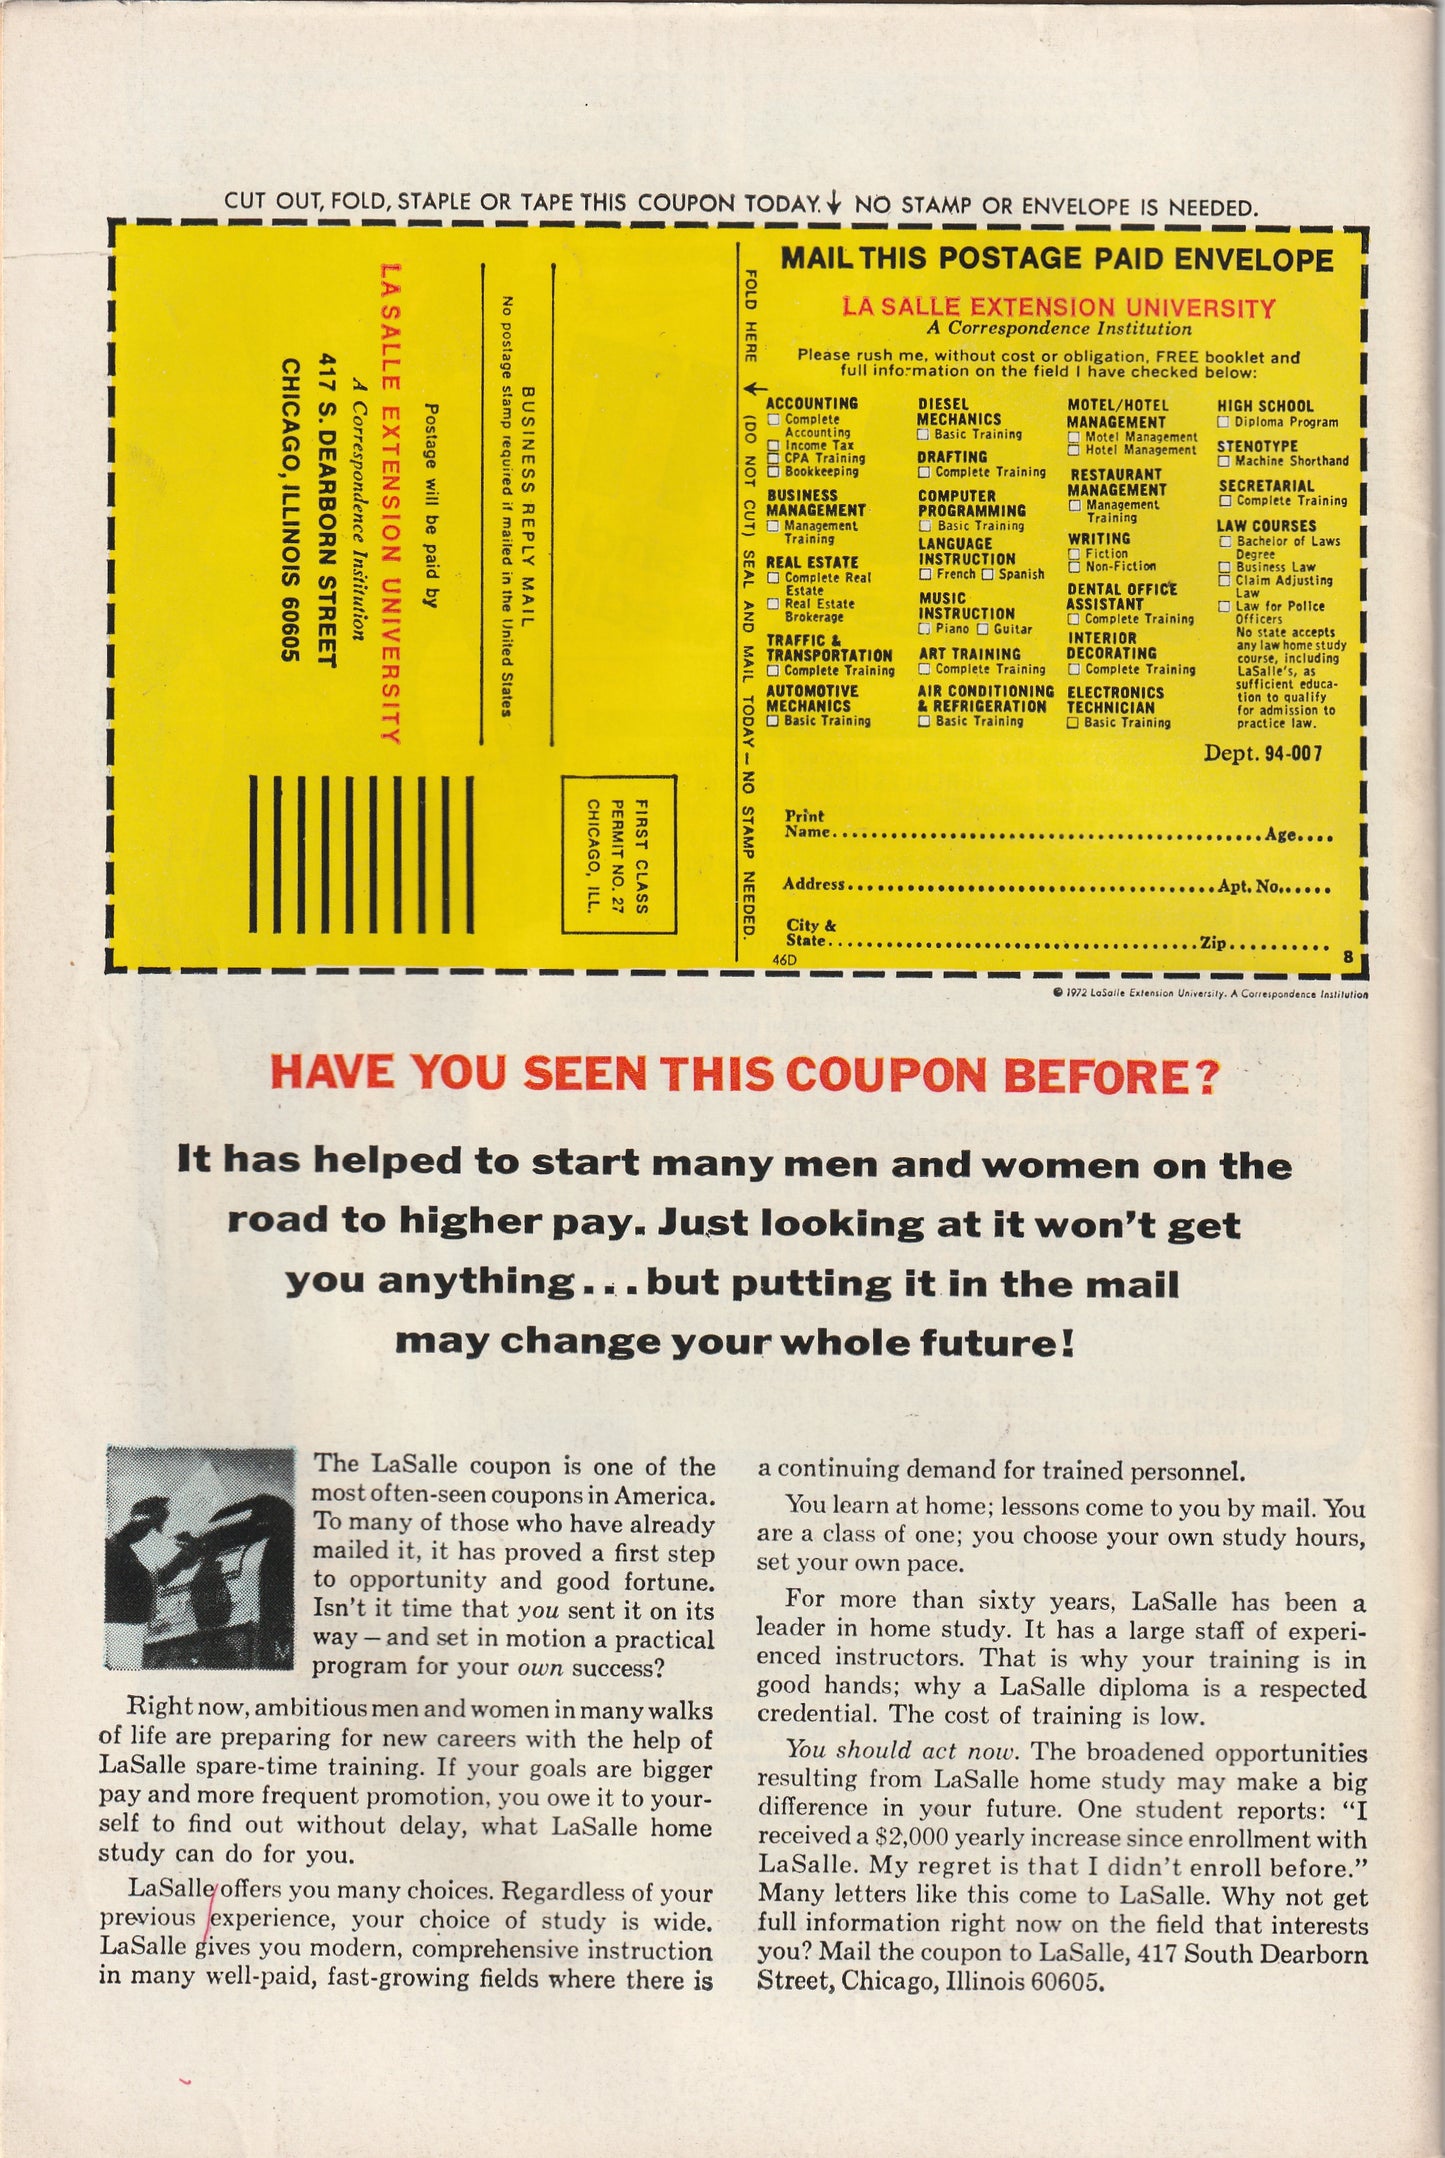 CUT OUT, FOLD, STAPLE OR TAPE THIS COUPON TODAY. ↓ NO STAMP OR ENVELOPE IS NEEDED.
FIRST CLASS
PERMIT NO. 27
CHICAGO, ILL.
BUSINESS REPLY MAIL
No postage stamp required if mailed in the United States
Postage will be paid by
LA SALLE EXTENSION UNIVERSITY
A Correspondence Institution
417 S. DEARBORN STREET
CHICAGO, ILLINOIS 60605
FOLD HERE ← (DO NOT CUT) SEAL AND MAIL TODAY — NO STAMP NEEDED.
MAIL THIS POSTAGE PAID ENVELOPE
LA SALLE EXTENSION UNIVERSITY
A Correspondence Institution
Please rush me, without cost or obligation, FREE booklet and
full information on the field I have checked below:
ACCOUNTING
☐ Complete
Accounting
☐ Income Tax
☐ CPA Training
☐ Bookkeeping
BUSINESS
MANAGEMENT
☐ Management
Training
REAL ESTATE
☐ Complete Real
Estate
☐ Real Estate
Brokerage
TRAFFIC &
TRANSPORTATION
☐ Complete Training
AUTOMOTIVE
MECHANICS
☐ Basic Training
DIESEL
MECHANICS
☐ Basic Training
DRAFTING
☐ Complete Training
COMPUTER
PROGRAMMING
☐ Basic Training
LANGUAGE
INSTRUCTION
☐ French ☐ Spanish
MUSIC
INSTRUCTION
☐ Piano ☐ Guitar
ART TRAINING
☐ Complete Training
AIR CONDITIONING
& REFRIGERATION
☐ Basic Training
MOTEL/HOTEL
MANAGEMENT
☐ Motel Management
☐ Hotel Management
RESTAURANT
MANAGEMENT
☐ Management
Training
WRITING
☐ Fiction
☐ Non-Fiction
DENTAL OFFICE
ASSISTANT
☐ Complete Training
INTERIOR
DECORATING
☐ Complete Training
ELECTRONICS
TECHNICIAN
☐ Basic Training
HIGH SCHOOL
☐ Diploma Program
STENOTYPE
☐ Machine Shorthand
SECRETARIAL
☐ Complete Training
LAW COURSES
☐ Bachelor of Laws
Degree
☐ Business Law
☐ Claim Adjusting
Law
☐ Law for Police
Officers
No state accepts
any law home study
course, including
LaSalle's, as
sufficient educa-
tion to qualify
for admission to
practice law.
Dept. 94-007
Print
Name.......................................................Age....
Address..............................................Apt. No......
City &
State..............................................Zip..........
46D 8
© 1972 LaSalle Extension University. A Correspondence Institution
HAVE YOU SEEN THIS COUPON BEFORE?
It has helped to start many men and women on the
road to higher pay. Just looking at it won't get
you anything... but putting it in the mail
may change your whole future!
The LaSalle coupon is one of the
most often-seen coupons in America.
To many of those who have already
mailed it, it has proved a first step
to opportunity and good fortune.
Isn't it time that you sent it on its
way — and set in motion a practical
program for your own success?
Right now, ambitious men and women in many walks
of life are preparing for new careers with the help of
LaSalle spare-time training. If your goals are bigger
pay and more frequent promotion, you owe it to your-
self to find out without delay, what LaSalle home
study can do for you.
LaSalle offers you many choices. Regardless of your
previous experience, your choice of study is wide.
LaSalle gives you modern, comprehensive instruction
in many well-paid, fast-growing fields where there is
a continuing demand for trained personnel.
You learn at home; lessons come to you by mail. You
are a class of one; you choose your own study hours,
set your own pace.
For more than sixty years, LaSalle has been a
leader in home study. It has a large staff of experi-
enced instructors. That is why your training is in
good hands; why a LaSalle diploma is a respected
credential. The cost of training is low.
You should act now. The broadened opportunities
resulting from LaSalle home study may make a big
difference in your future. One student reports: "I
received a $2,000 yearly increase since enrollment with
LaSalle. My regret is that I didn't enroll before."
Many letters like this come to LaSalle. Why not get
full information right now on the field that interests
you? Mail the coupon to LaSalle, 417 South Dearborn
Street, Chicago, Illinois 60605.